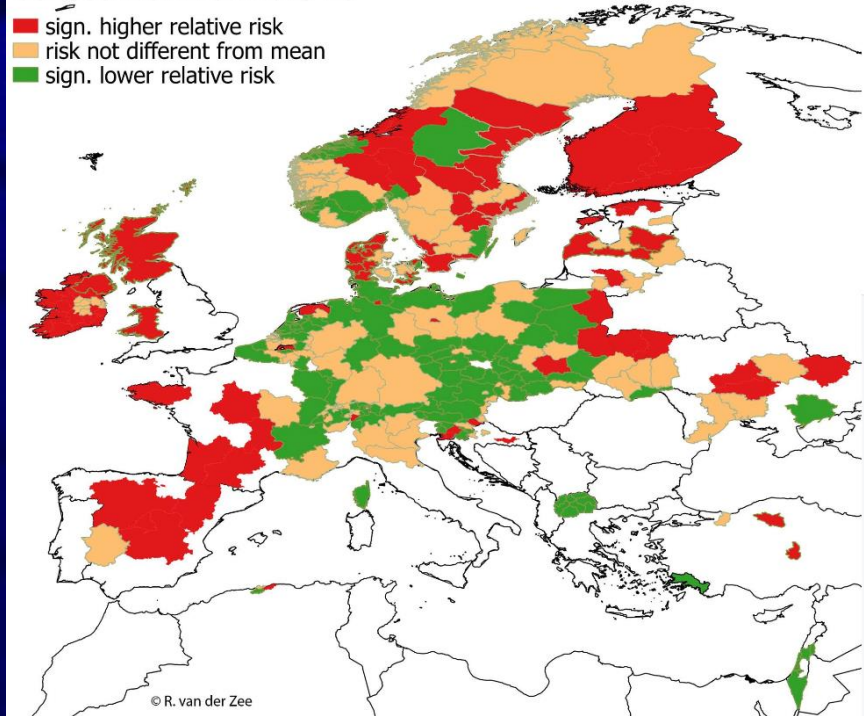 sign. higher relative risk
risk not different from mean
sign. lower relative risk
© R. van der Zee